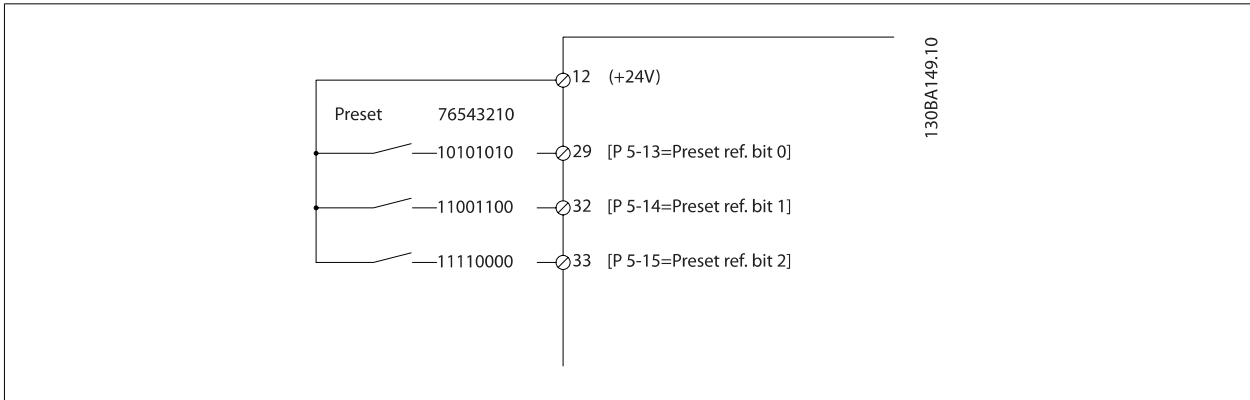 12 (+24V)
Preset 76543210
10101010 29 [P 5-13=Preset ref. bit 0]
11001100 32 [P 5-14=Preset ref. bit 1]
11110000 33 [P 5-15=Preset ref. bit 2]
130BA149.10